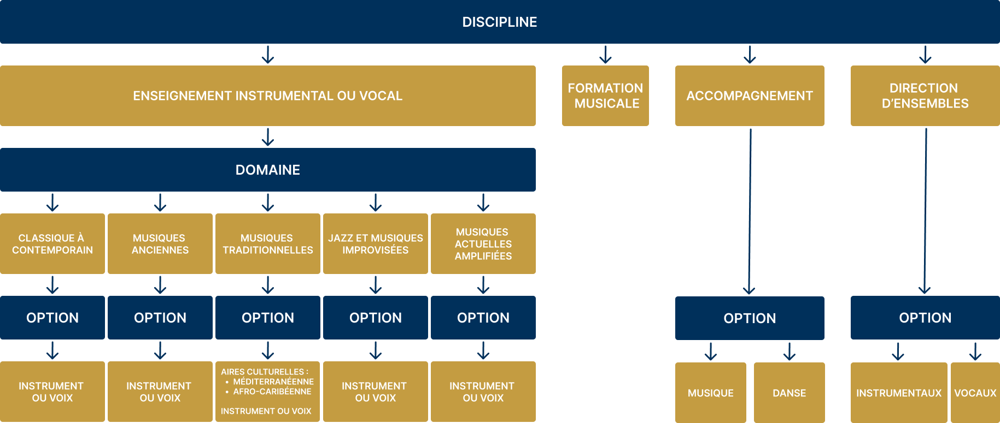 DISCIPLINE
ENSEIGNEMENT INSTRUMENTAL OU VOCAL
FORMATION
MUSICALE
ACCOMPAGNEMENT
DIRECTION
D’ENSEMBLES
DOMAINE
CLASSIQUE À
CONTEMPORAIN
MUSIQUES
ANCIENNES
MUSIQUES
TRADITIONNELLES
JAZZ ET MUSIQUES
IMPROVISÉES
MUSIQUES
ACTUELLES
AMPLIFIÉES
OPTION
OPTION
OPTION
OPTION
OPTION
OPTION
OPTION
INSTRUMENT
OU VOIX
INSTRUMENT
OU VOIX
AIRES CULTURELLES :
• MÉDITERRANÉENNE
• AFRO-CARIBÉENNE
INSTRUMENT OU VOIX
INSTRUMENT
OU VOIX
INSTRUMENT
OU VOIX
MUSIQUE
DANSE
INSTRUMENTAUX
VOCAUX